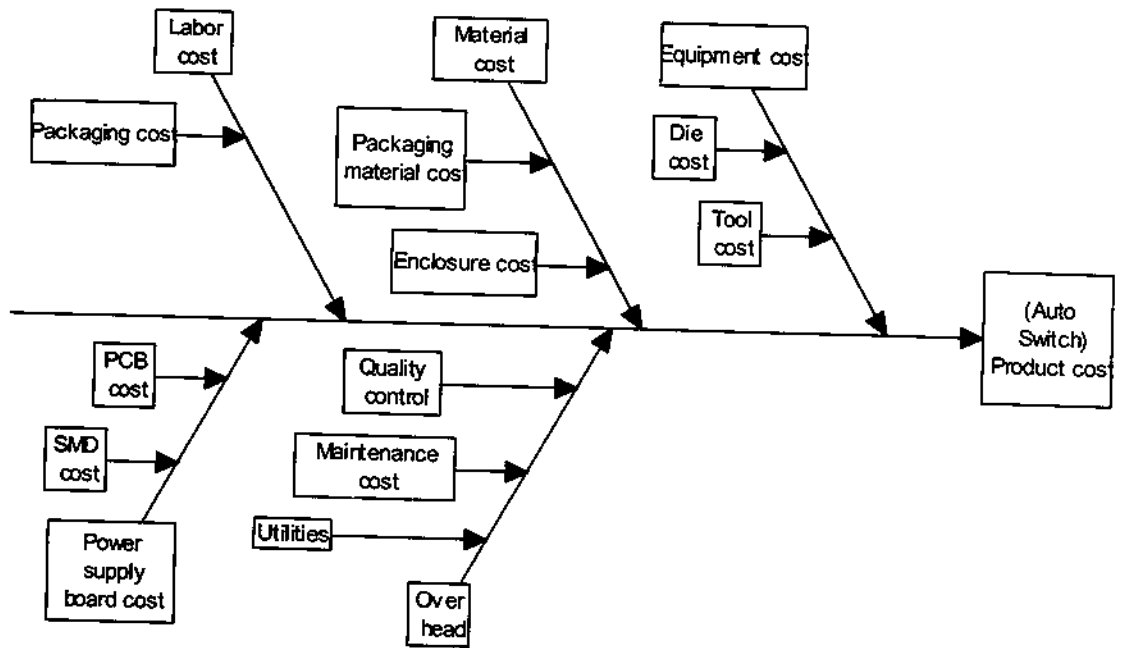 Labor
cost
Material
cost
Equipment cost
Packaging cost
Packaging
material cost
Die
cost
Tool
cost
Enclosure cost
(Auto
Switch)
Product cost
PCB
cost
Quality
control
SMD
cost
Maintenance
cost
Utilities
Power
supply
board cost
Over
head